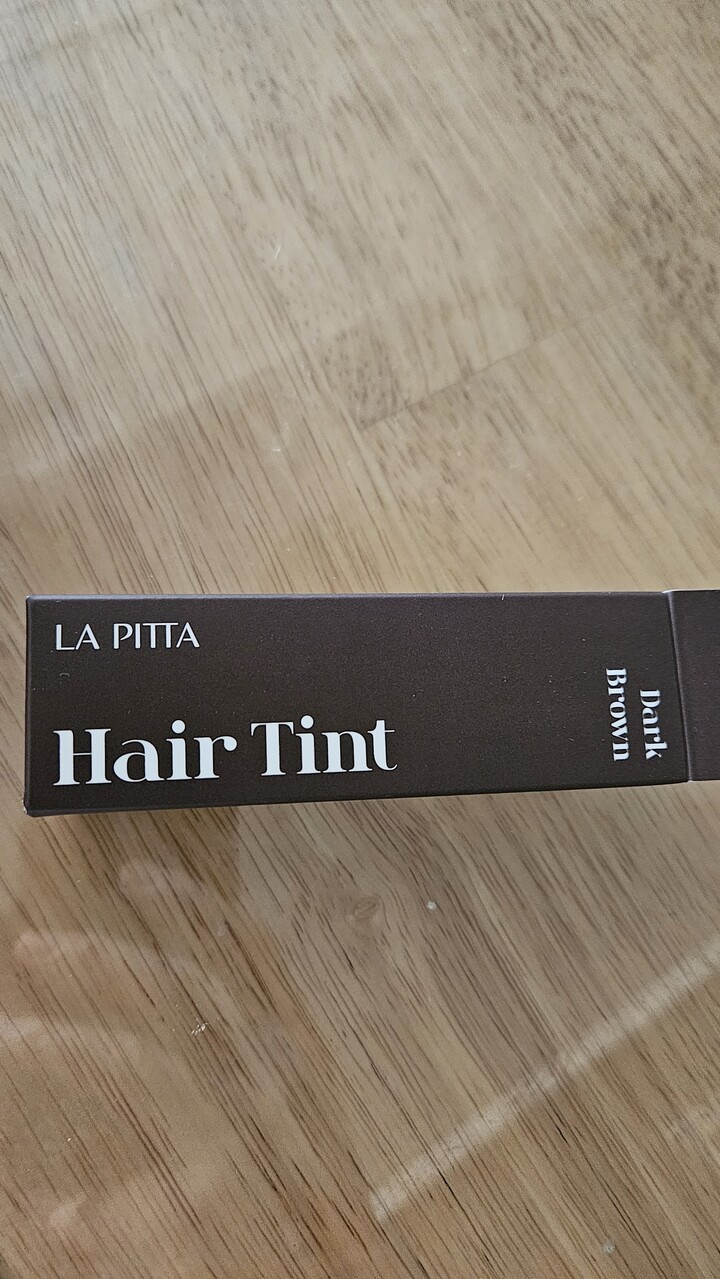 LA PITTA
Hair Tint
Dark
Brown